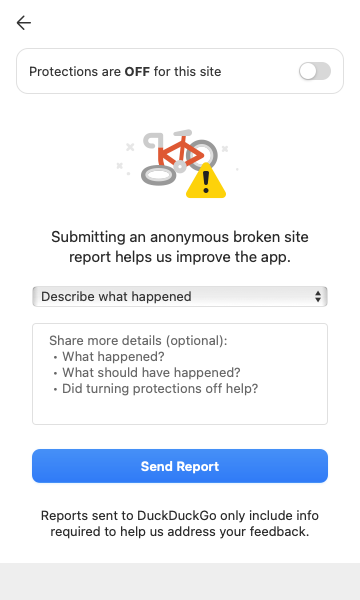 Protections are OFF for this site
Submitting an anonymous broken site
report helps us improve the app.
Describe what happened
Share more details (optional):
• What happened?
• What should have happened?
• Did turning protections off help?
Send Report
Reports sent to DuckDuckGo only include info
required to help us address your feedback.